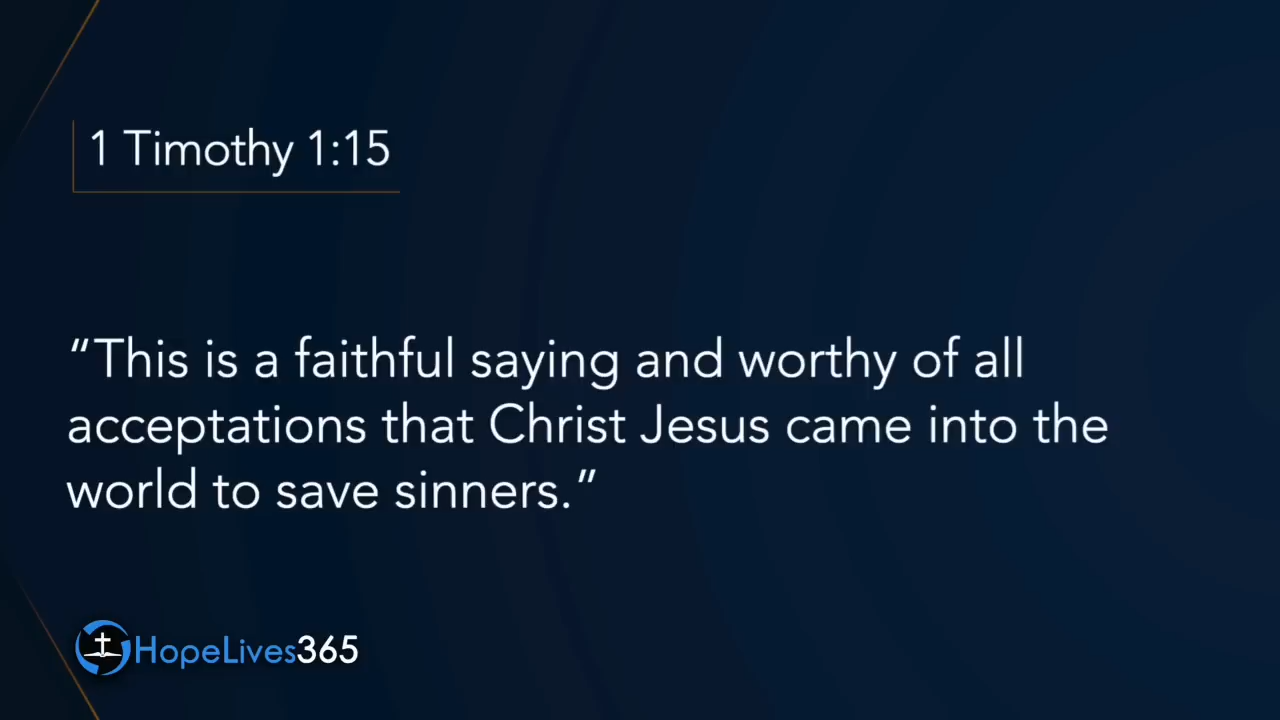 1 Timothy 1:15
“This is a faithful saying and worthy of all
acceptations that Christ Jesus came into the
world to save sinners.”
HopeLives365